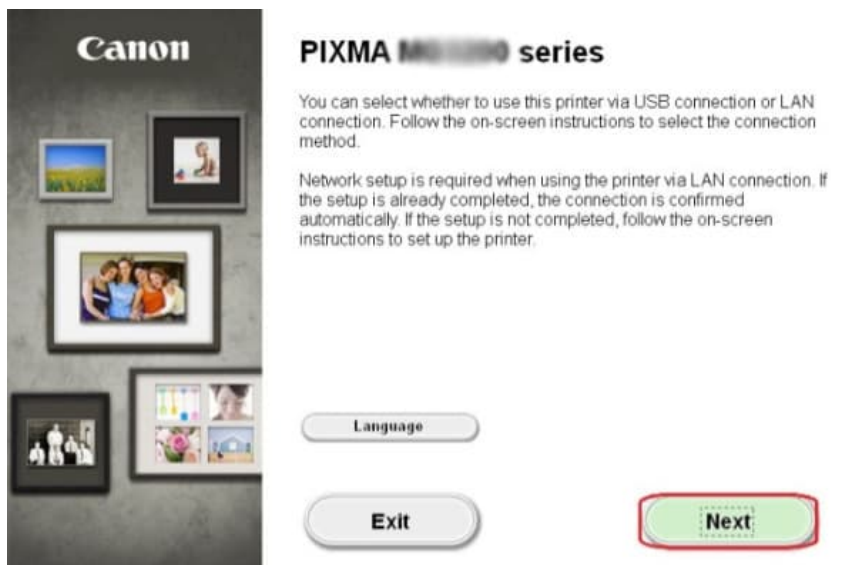 Canon
PIXMA series
You can select whether to use this printer via USB connection or LAN
connection. Follow the on-screen instructions to select the connection
method.
Network setup is required when using the printer via LAN connection. If
the setup is already completed, the connection is confirmed
automatically. If the setup is not completed, follow the on-screen
instructions to set up the printer.
Language
Exit
Next